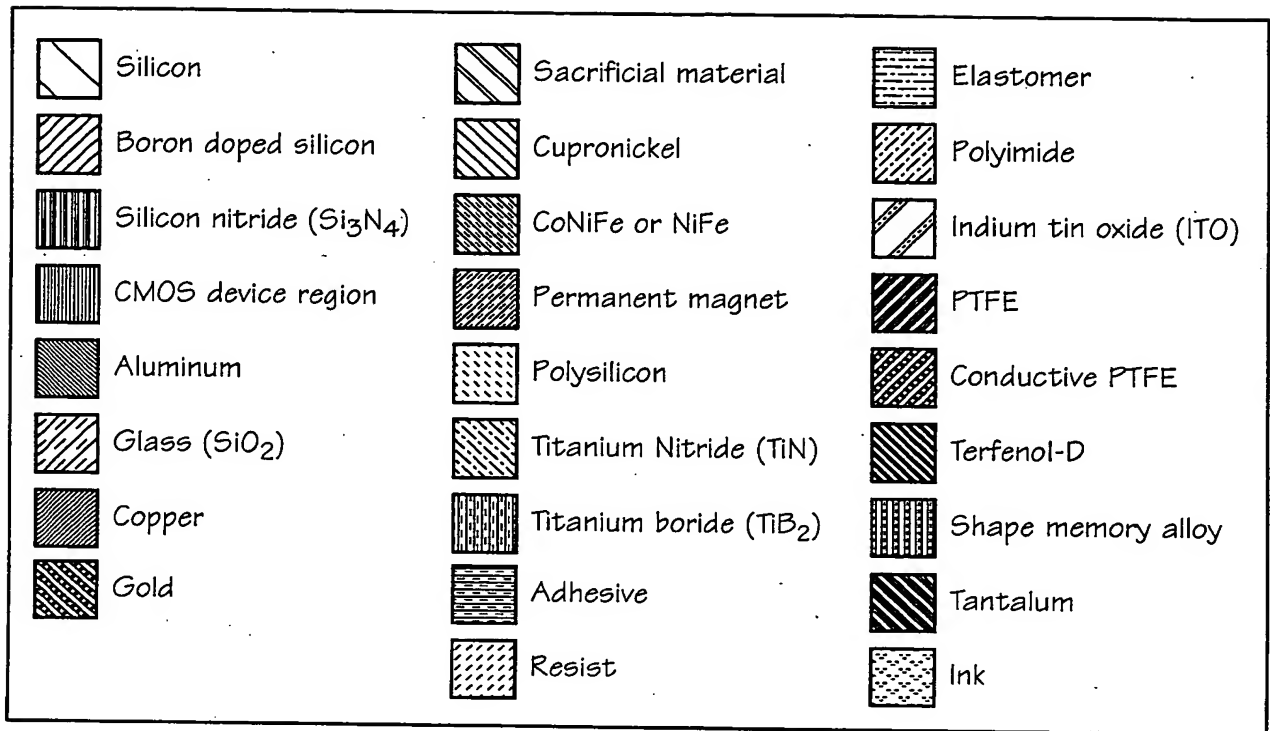 Silicon
Boron doped silicon
Silicon nitride (Si₃N₄)
CMOS device region
Aluminum
Glass (SiO₂)
Copper
Gold
Sacrificial material
Cupronickel
CoNiFe or NiFe
Permanent magnet
Polysilicon
Titanium Nitride (TiN)
Titanium boride (TiB₂)
Adhesive
Resist
Elastomer
Polyimide
Indium tin oxide (ITO)
PTFE
Conductive PTFE
Terfenol-D
Shape memory alloy
Tantalum
Ink